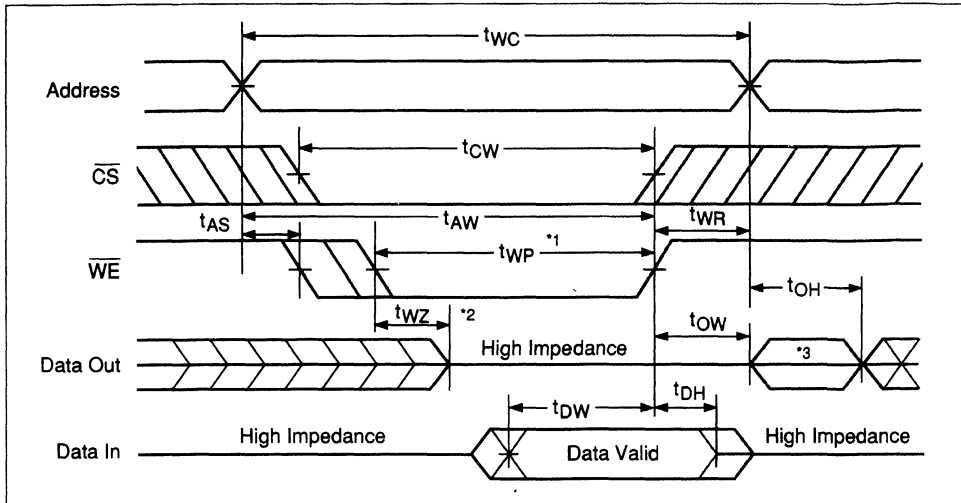 tWC
Address
tCW
CS
tAS
tAW
tWR
WE
tWP *1
tOH
tWZ *2
tOW
Data Out
High Impedance
*3
tDW
tDH
Data In
High Impedance
Data Valid
High Impedance